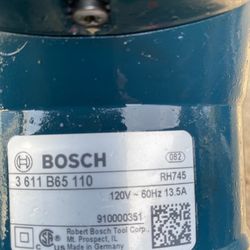 BOSCH
082
3 611 B65 110
RH745
120V ~ 60Hz 13.5A
910000351
Robert Bosch Tool Corp.
Mt. Prospect, IL
Made in Germany